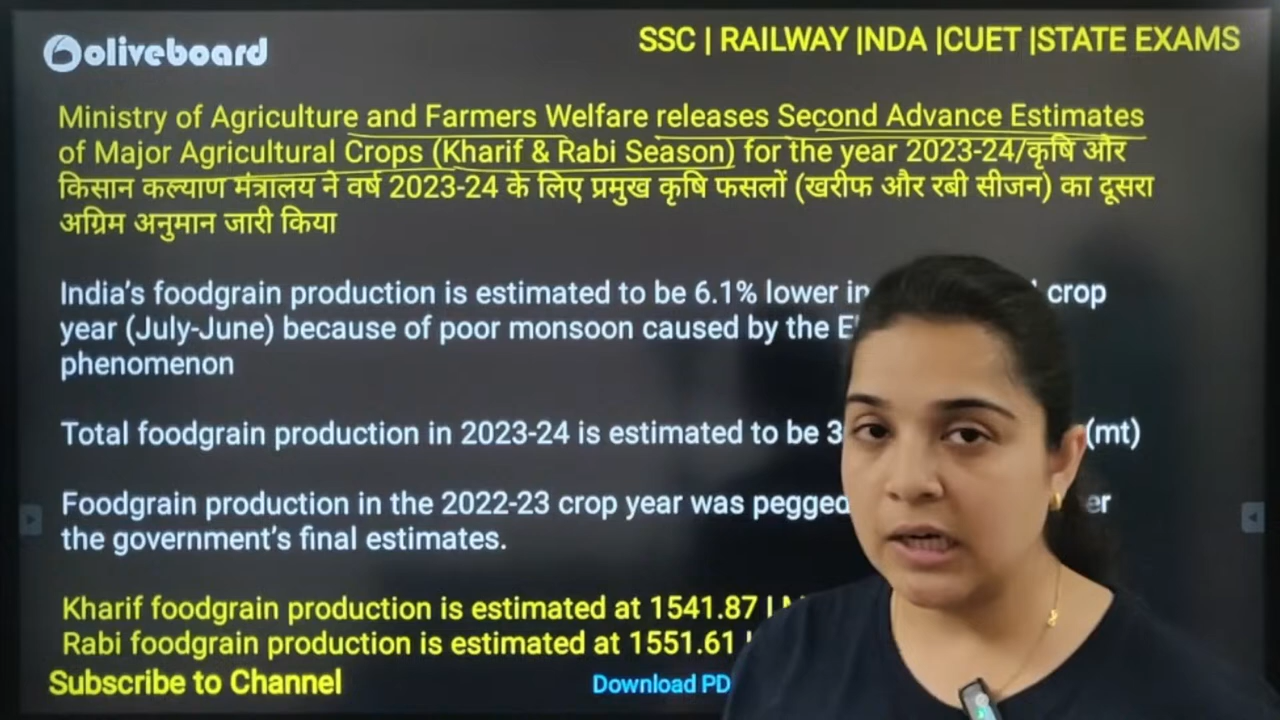 oliveboard
SSC | RAILWAY |NDA |CUET |STATE EXAMS
Ministry of Agriculture and Farmers Welfare releases Second Advance Estimates
of Major Agricultural Crops (Kharif & Rabi Season) for the year 2023-24/कृषि और
किसान कल्याण मंत्रालय ने वर्ष 2023-24 के लिए प्रमुख कृषि फसलों (खरीफ और रबी सीजन) का दूसरा
अग्रिम अनुमान जारी किया
India's foodgrain production is estimated to be 6.1% lower in crop
year (July-June) because of poor monsoon caused by the
phenomenon
Total foodgrain production in 2023-24 is estimated to be (mt)
Foodgrain production in the 2022-23 crop year was pegged
the government's final estimates.
Kharif foodgrain production is estimated at 1541.87
Rabi foodgrain production is estimated at 1551.61
Subscribe to Channel
Download